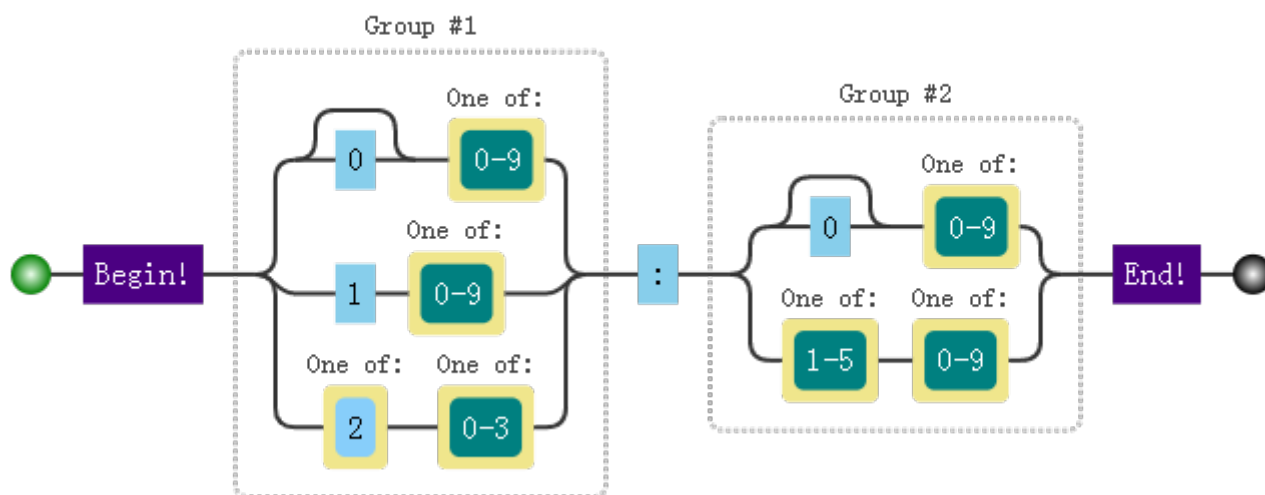 Group #1
One of:
0
0-9
One of:
1
0-9
One of:
One of:
2
0-3
Begin!
:
Group #2
One of:
0
0-9
One of:
One of:
1-5
0-9
End!